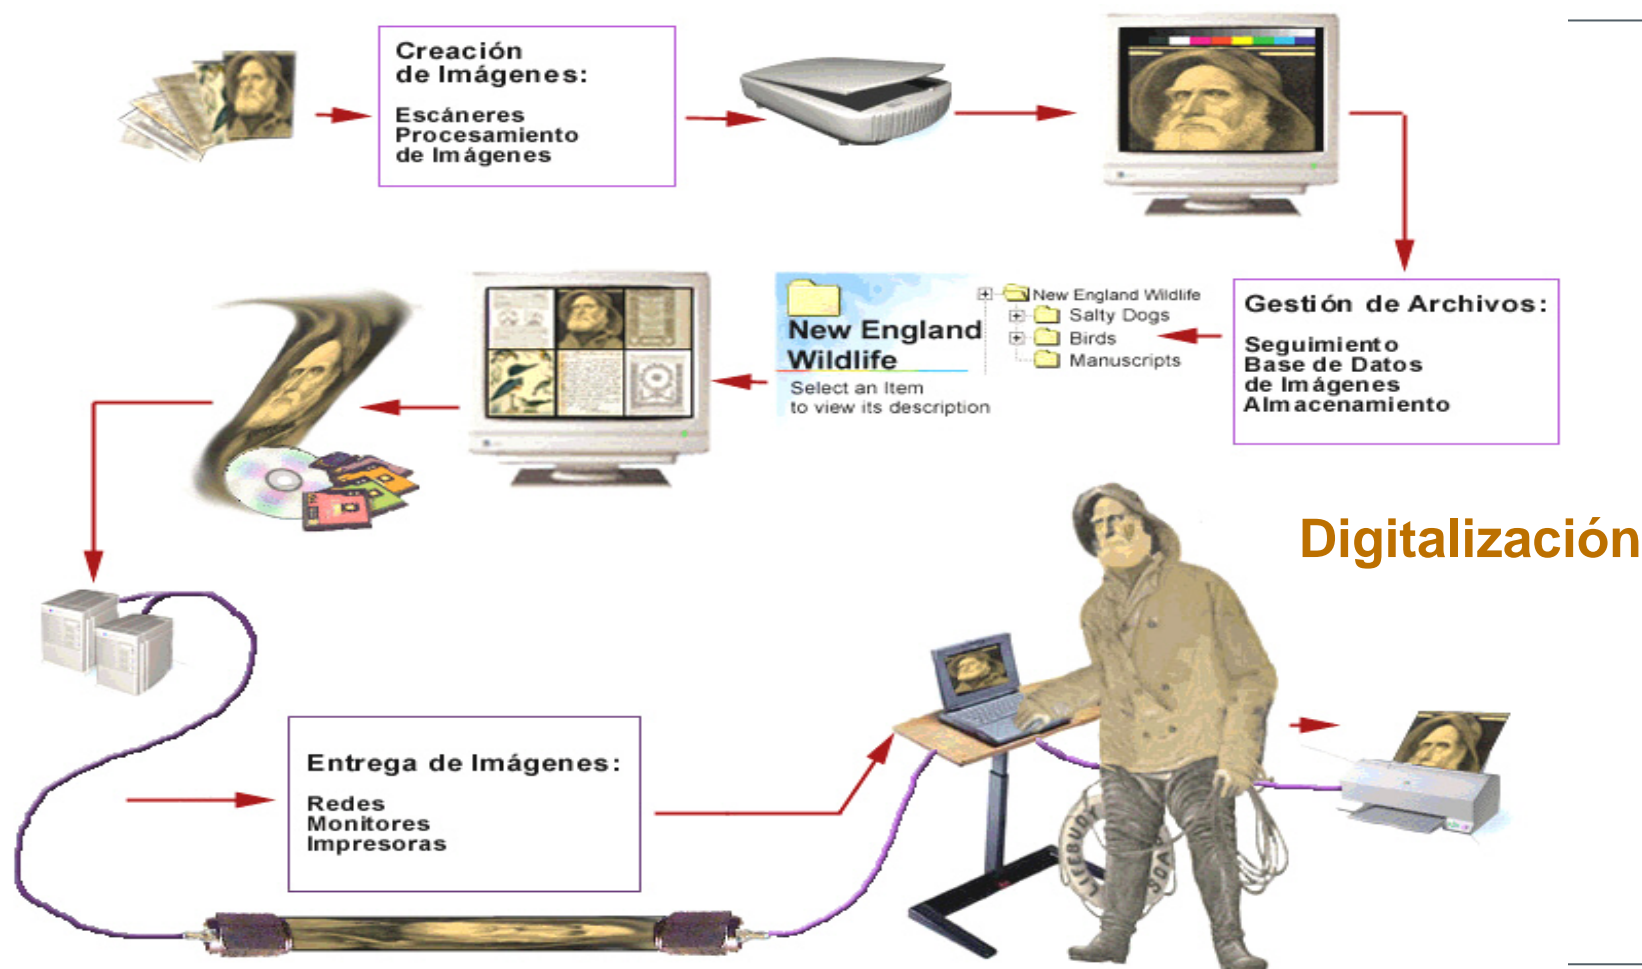 Creación
de Imágenes:
Escáneres
Procesamiento
de Imágenes
Gestión de Archivos:
Seguimiento
Base de Datos
de Imágenes
Almacenamiento
New England Wildlife
Salty Dogs
Birds
Manuscripts
New England
Wildlife
Select an Item
to view its description
Digitalización
Entrega de Imágenes:
Redes
Monitores
Impresoras